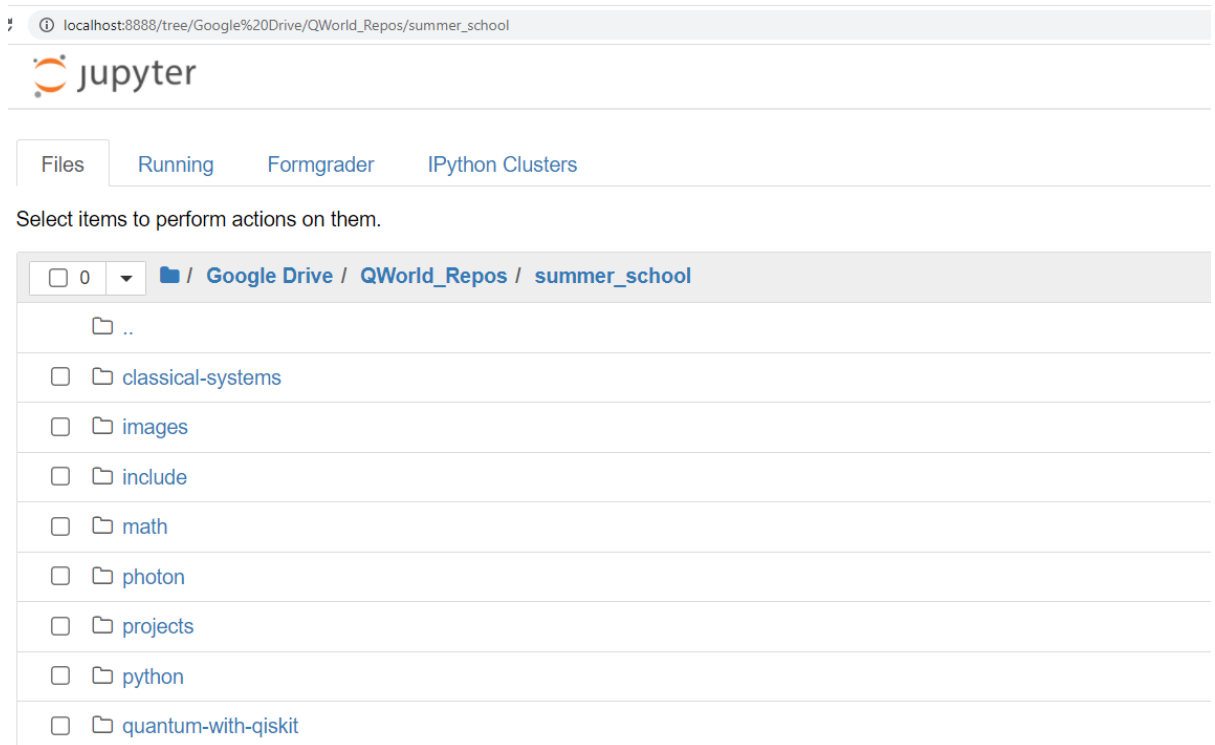 localhost:8888/tree/Google%20Drive/QWorld_Repos/summer_school
jupyter
Files Running Formgrader IPython Clusters
Select items to perform actions on them.
0 / Google Drive / QWorld_Repos / summer_school
..
classical-systems
images
include
math
photon
projects
python
quantum-with-qiskit